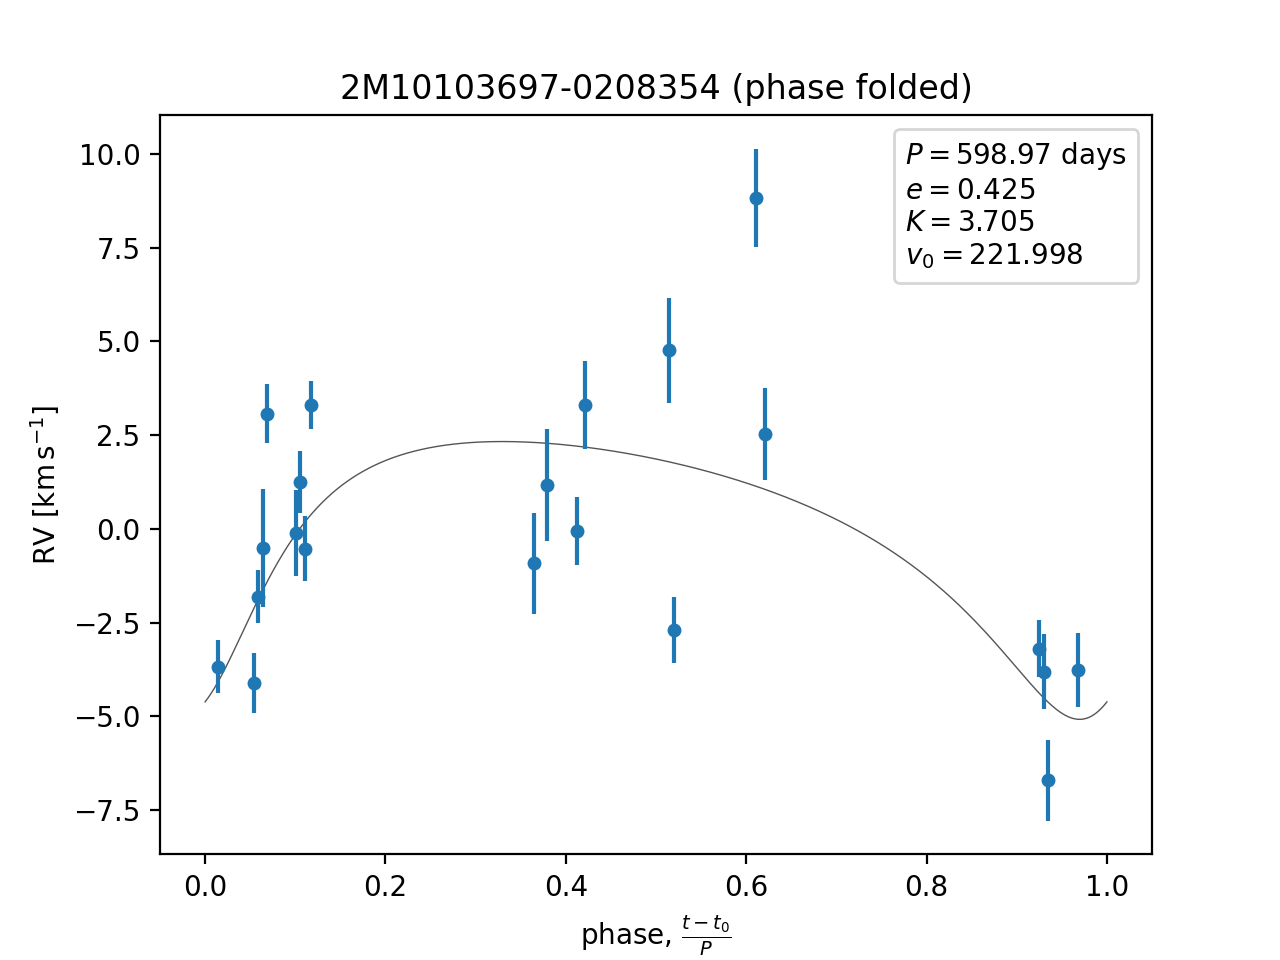 2M10103697-0208354 (phase folded)
P = 598.97 days
e = 0.425
K = 3.705
v₀ = 221.998
10.0
7.5
5.0
2.5
0.0
−2.5
−5.0
−7.5
RV [km s⁻¹]
0.0 0.2 0.4 0.6 0.8 1.0
phase, (t − t₀)/P